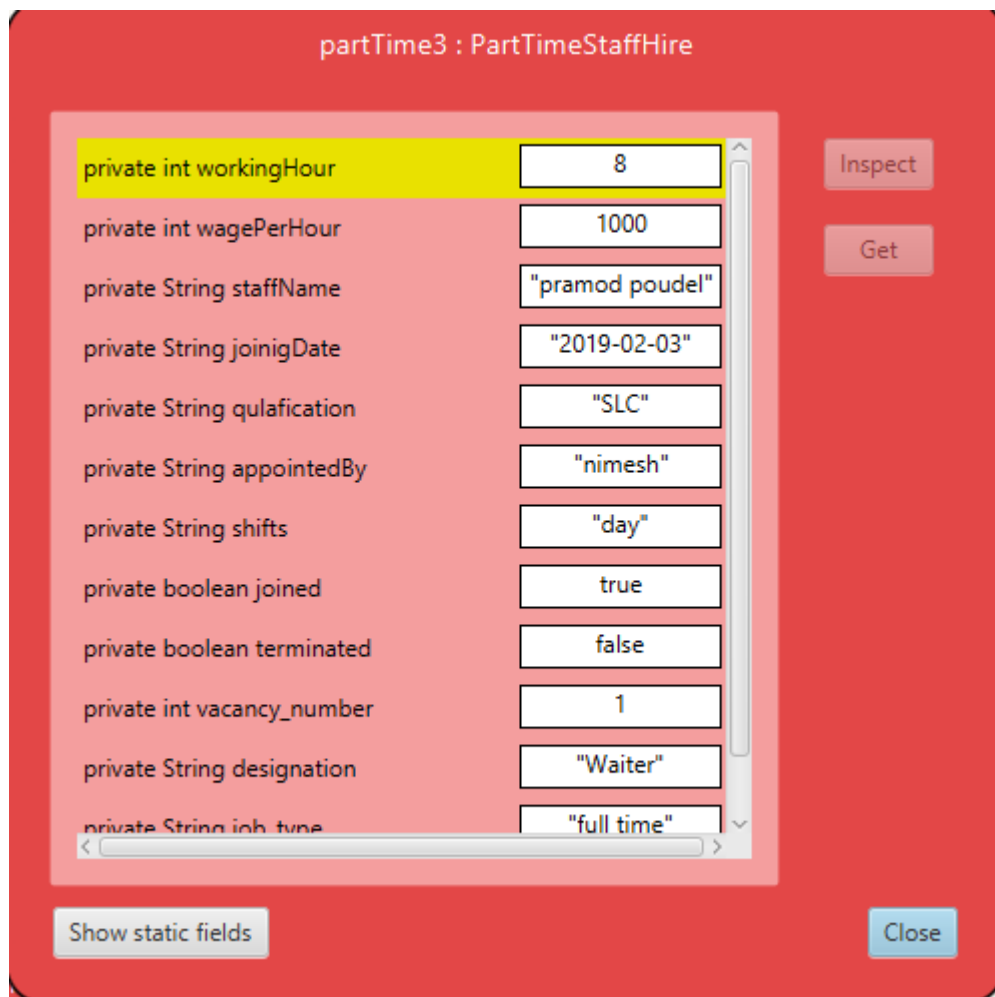 partTime3 : PartTimeStaffHire
private int workingHour 8
Inspect
private int wagePerHour 1000
Get
private String staffName "pramod poudel"
private String joinigDate "2019-02-03"
private String qulafication "SLC"
private String appointedBy "nimesh"
private String shifts "day"
private boolean joined true
private boolean terminated false
private int vacancy_number 1
private String designation "Waiter"
private String job_type "full time"
Show static fields
Close